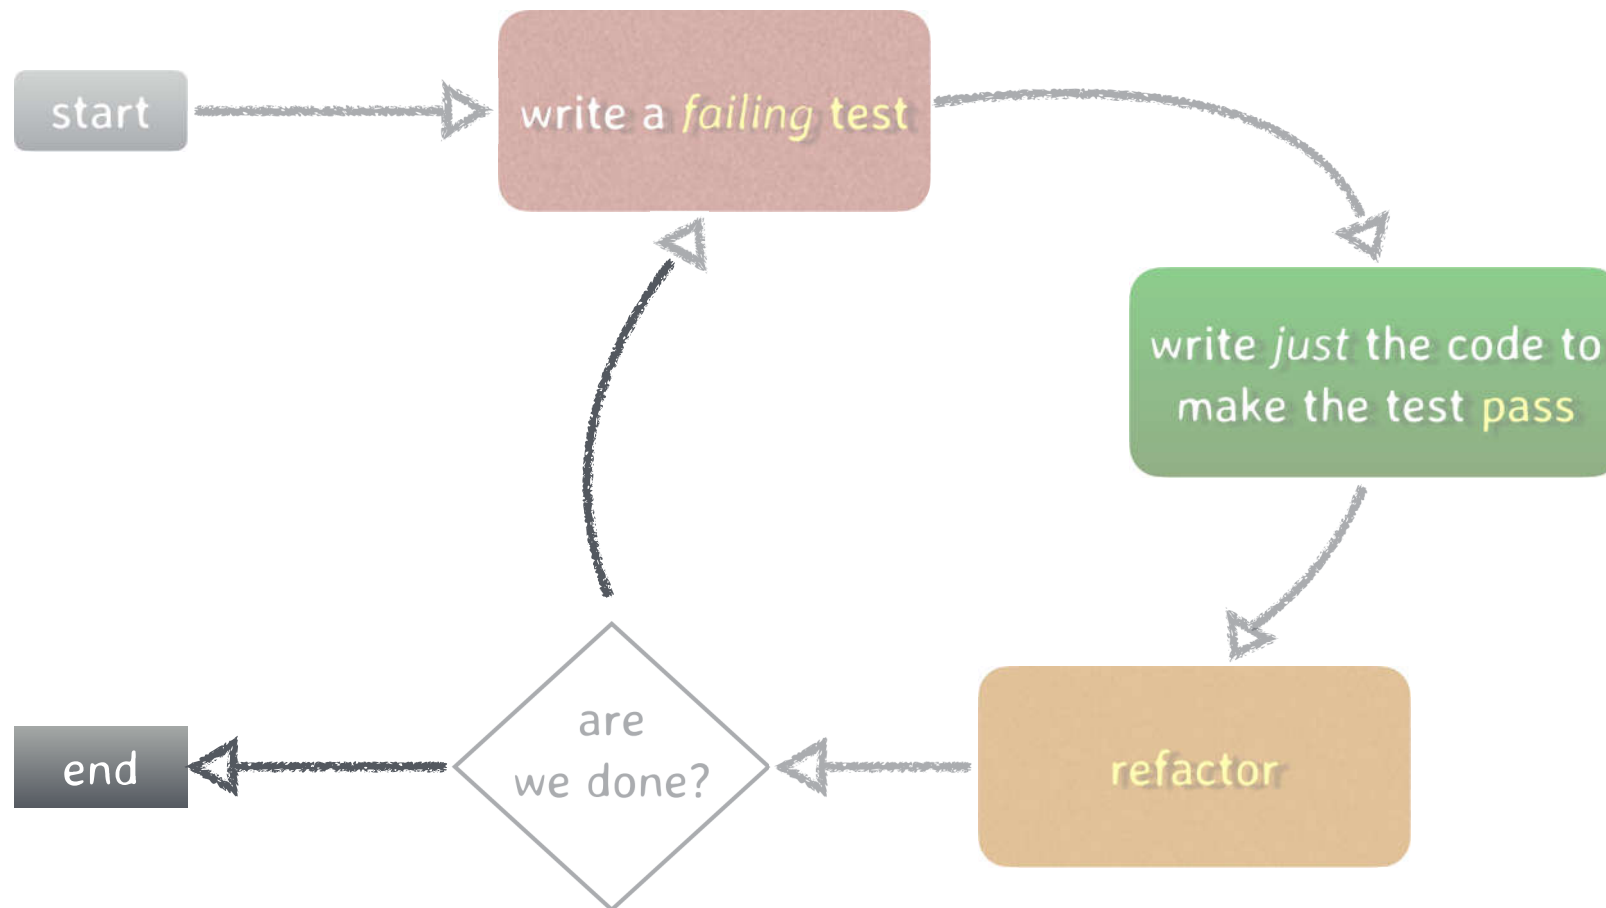 start
write a failing test
write just the code to
make the test pass
refactor
are
we done?
end